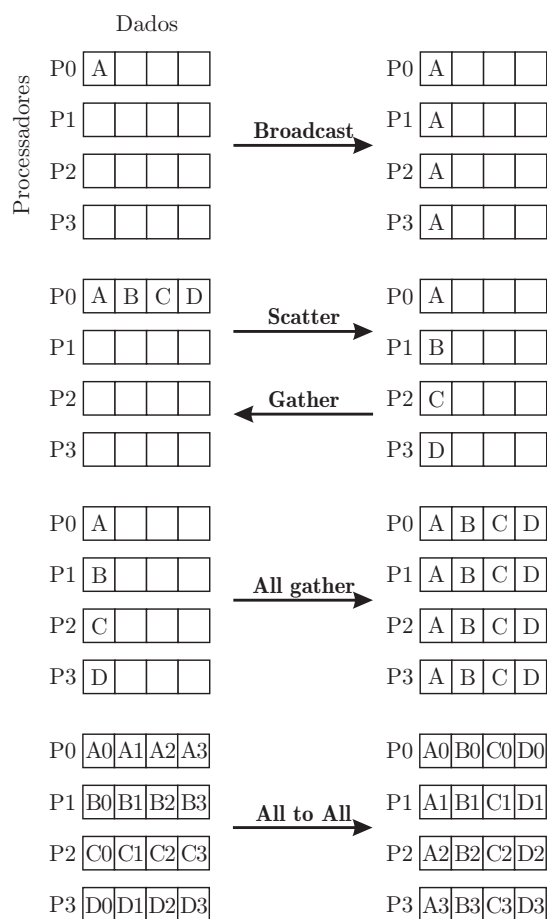 Dados
Processadores
P0 A P0 A
P1 P1 A
Broadcast
P2 P2 A
P3 P3 A
P0 A B C D P0 A
Scatter
P1 P1 B
Gather
P2 P2 C
P3 P3 D
P0 A P0 A B C D
P1 B P1 A B C D
All gather
P2 C P2 A B C D
P3 D P3 A B C D
P0 A0 A1 A2 A3 P0 A0 B0 C0 D0
P1 B0 B1 B2 B3 P1 A1 B1 C1 D1
All to All
P2 C0 C1 C2 C3 P2 A2 B2 C2 D2
P3 D0 D1 D2 D3 P3 A3 B3 C3 D3